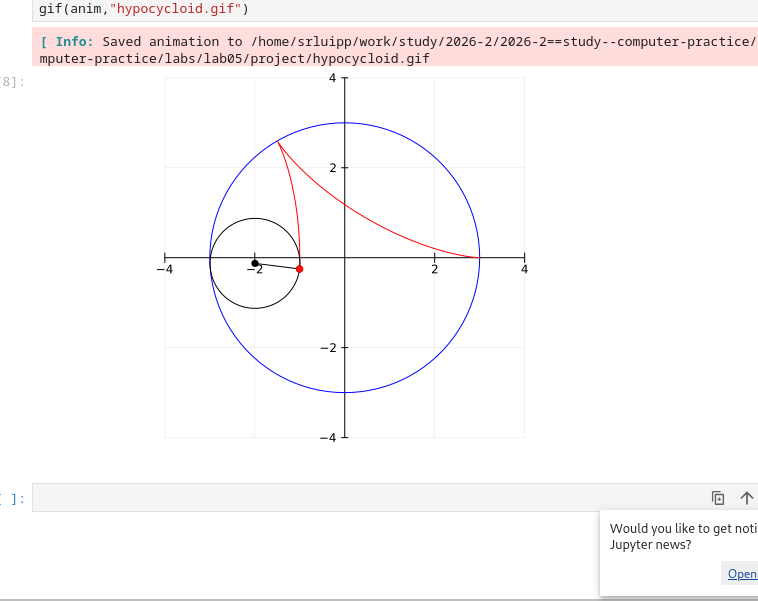 gif(anim,"hypocycloid.gif")
[ Info: Saved animation to /home/srluipp/work/study/2026-2/2026-2==study--computer-practice/
mputer-practice/labs/lab05/project/hypocycloid.gif
[8]:
4
2
−4
−2
2
4
−2
−4
[ ]:
Would you like to get noti
Jupyter news?
Open